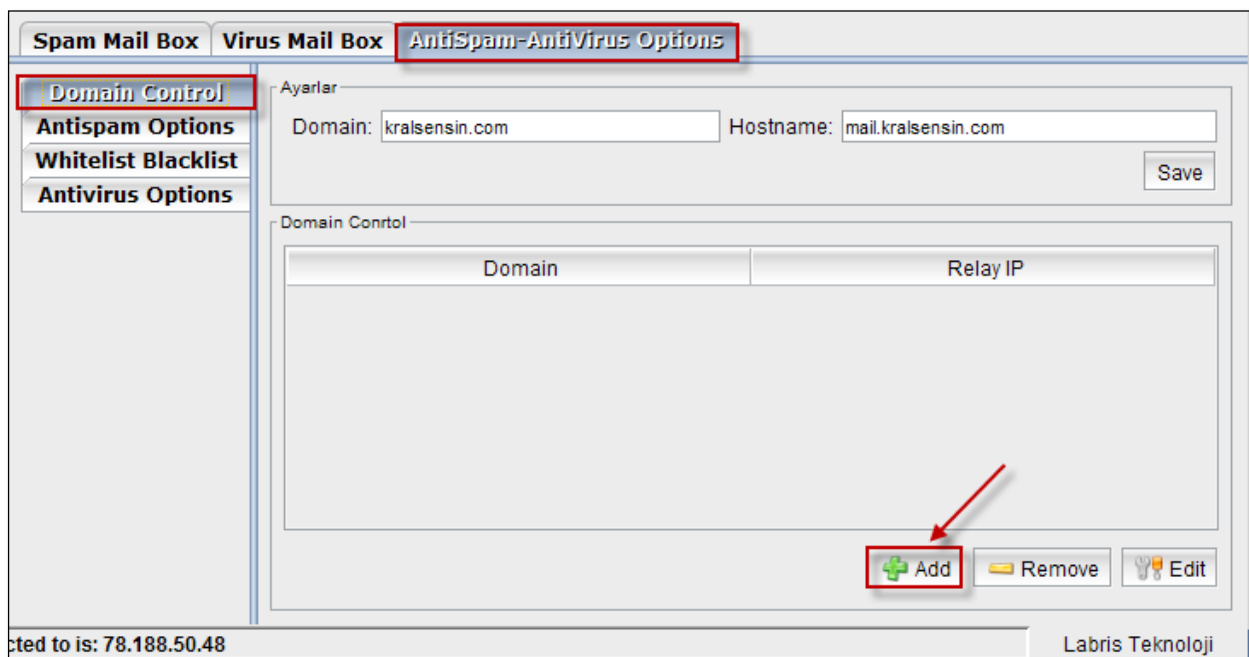 Spam Mail Box Virus Mail Box AntiSpam-AntiVirus Options
Domain Control
Antispam Options
Whitelist Blacklist
Antivirus Options
Ayarlar
Domain: kralsensin.com Hostname: mail.kralsensin.com
Save
Domain Conrtol
Domain Relay IP
Add Remove Edit
cted to is: 78.188.50.48 Labris Teknoloji